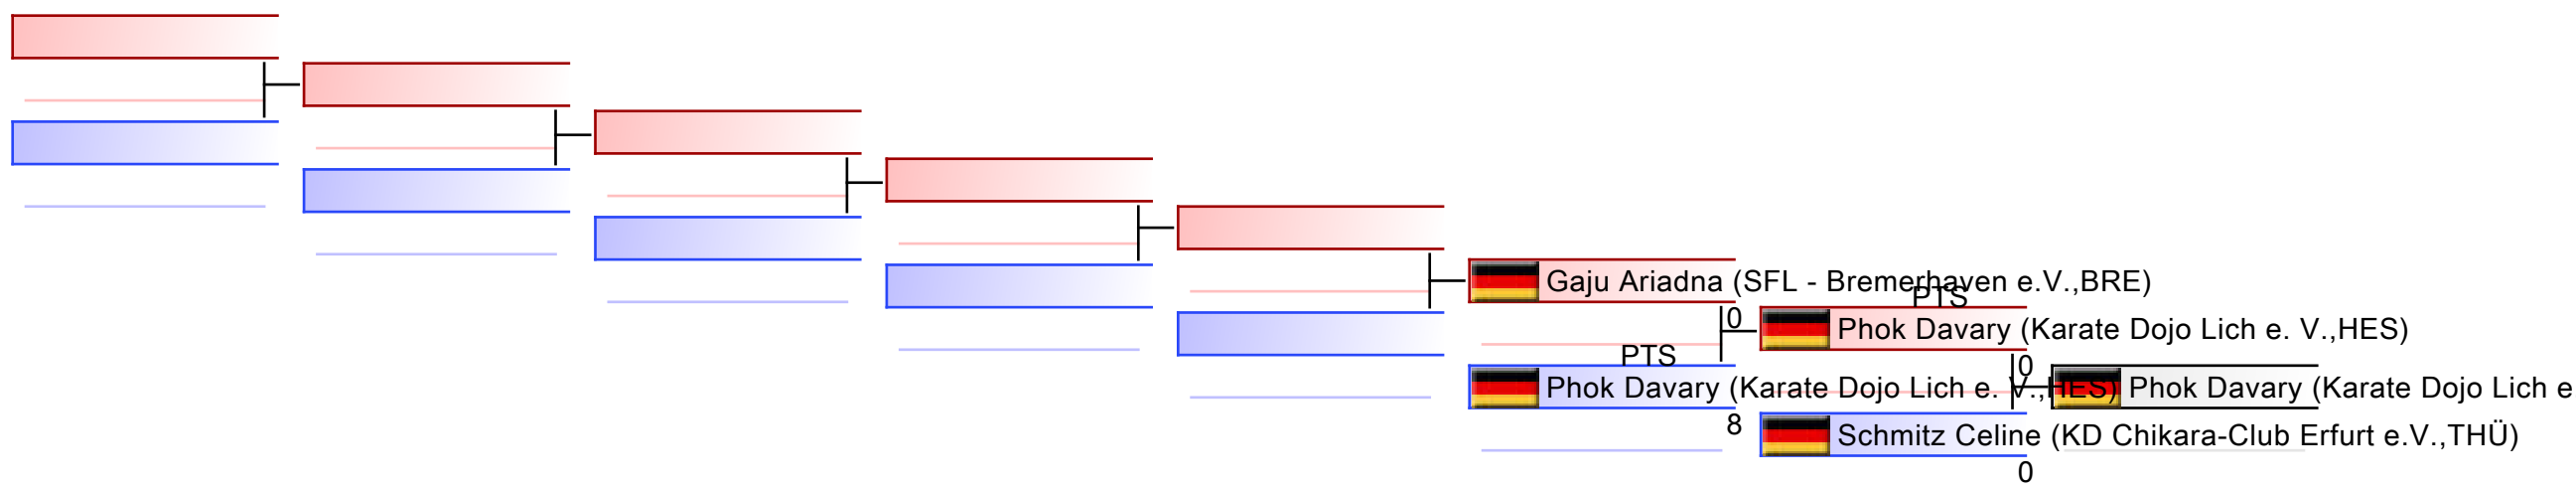 Gaju Ariadna (SFL - Bremerhaven e.V.,BRE)
PTS
0
Phok Davary (Karate Dojo Lich e. V.,HES)
PTS
0
Phok Davary (Karate Dojo Lich e. V.,HES)
Phok Davary (Karate Dojo Lich e
8
Schmitz Celine (KD Chikara-Club Erfurt e.V.,THÜ)
0